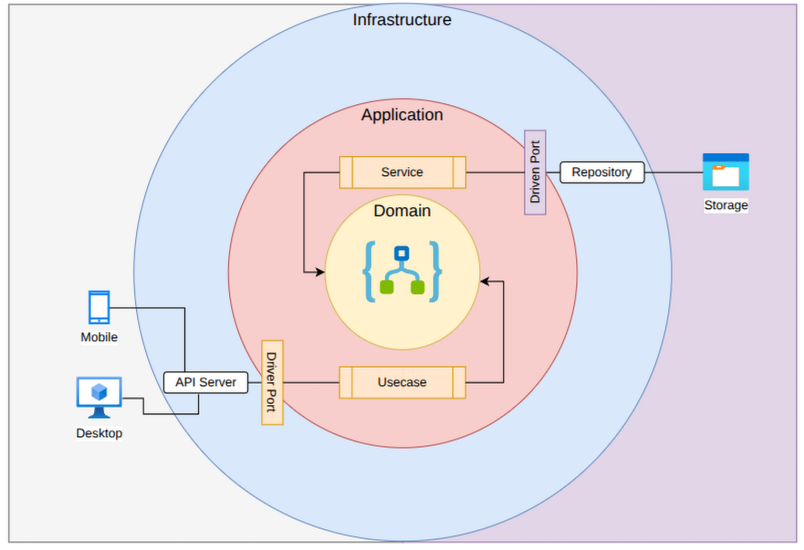 Infrastructure
Application
Service
Driven Port
Repository
Storage
Domain
Mobile
API Server
Driver Port
Usecase
Desktop